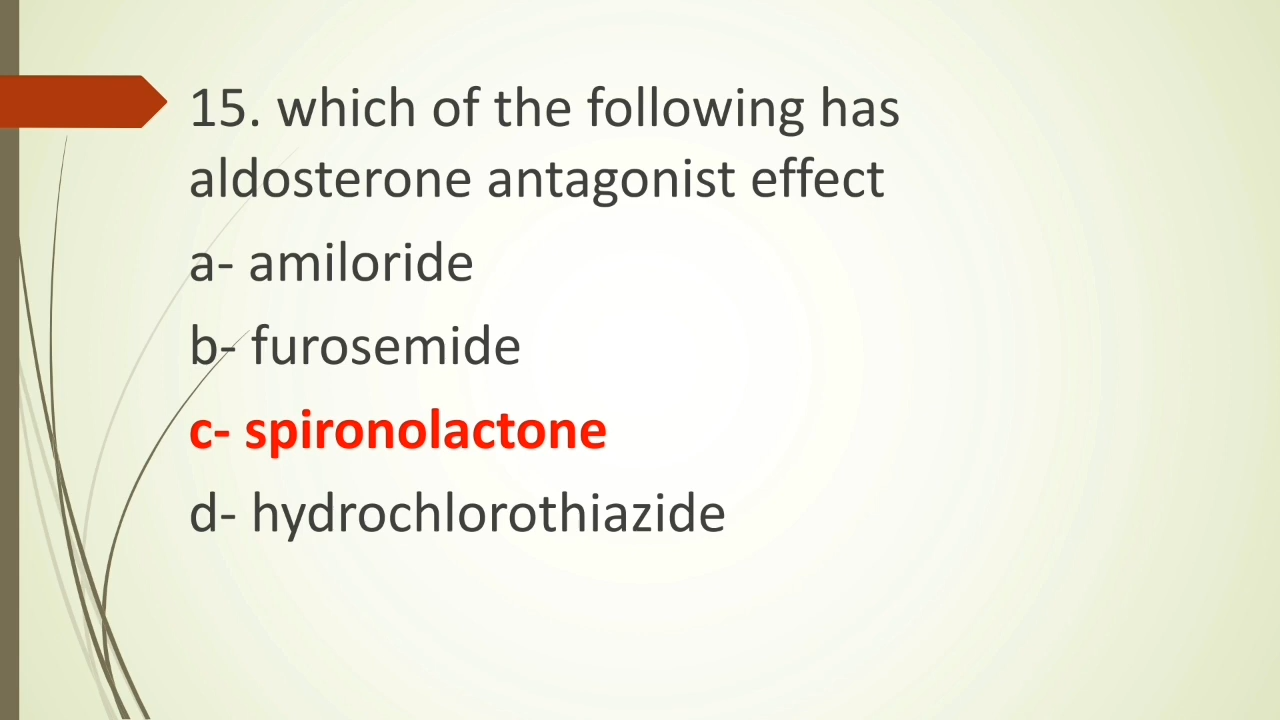 15. which of the following has
aldosterone antagonist effect
a- amiloride
b- furosemide
c- spironolactone
d- hydrochlorothiazide